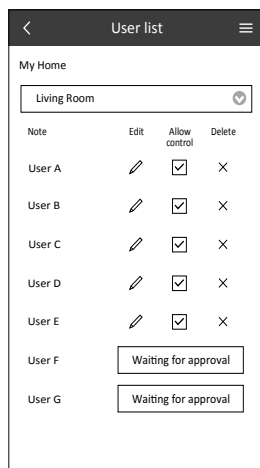 User list
My Home
Living Room
Note Edit Allow control Delete
User A
User B
User C
User D
User E
User F Waiting for approval
User G Waiting for approval